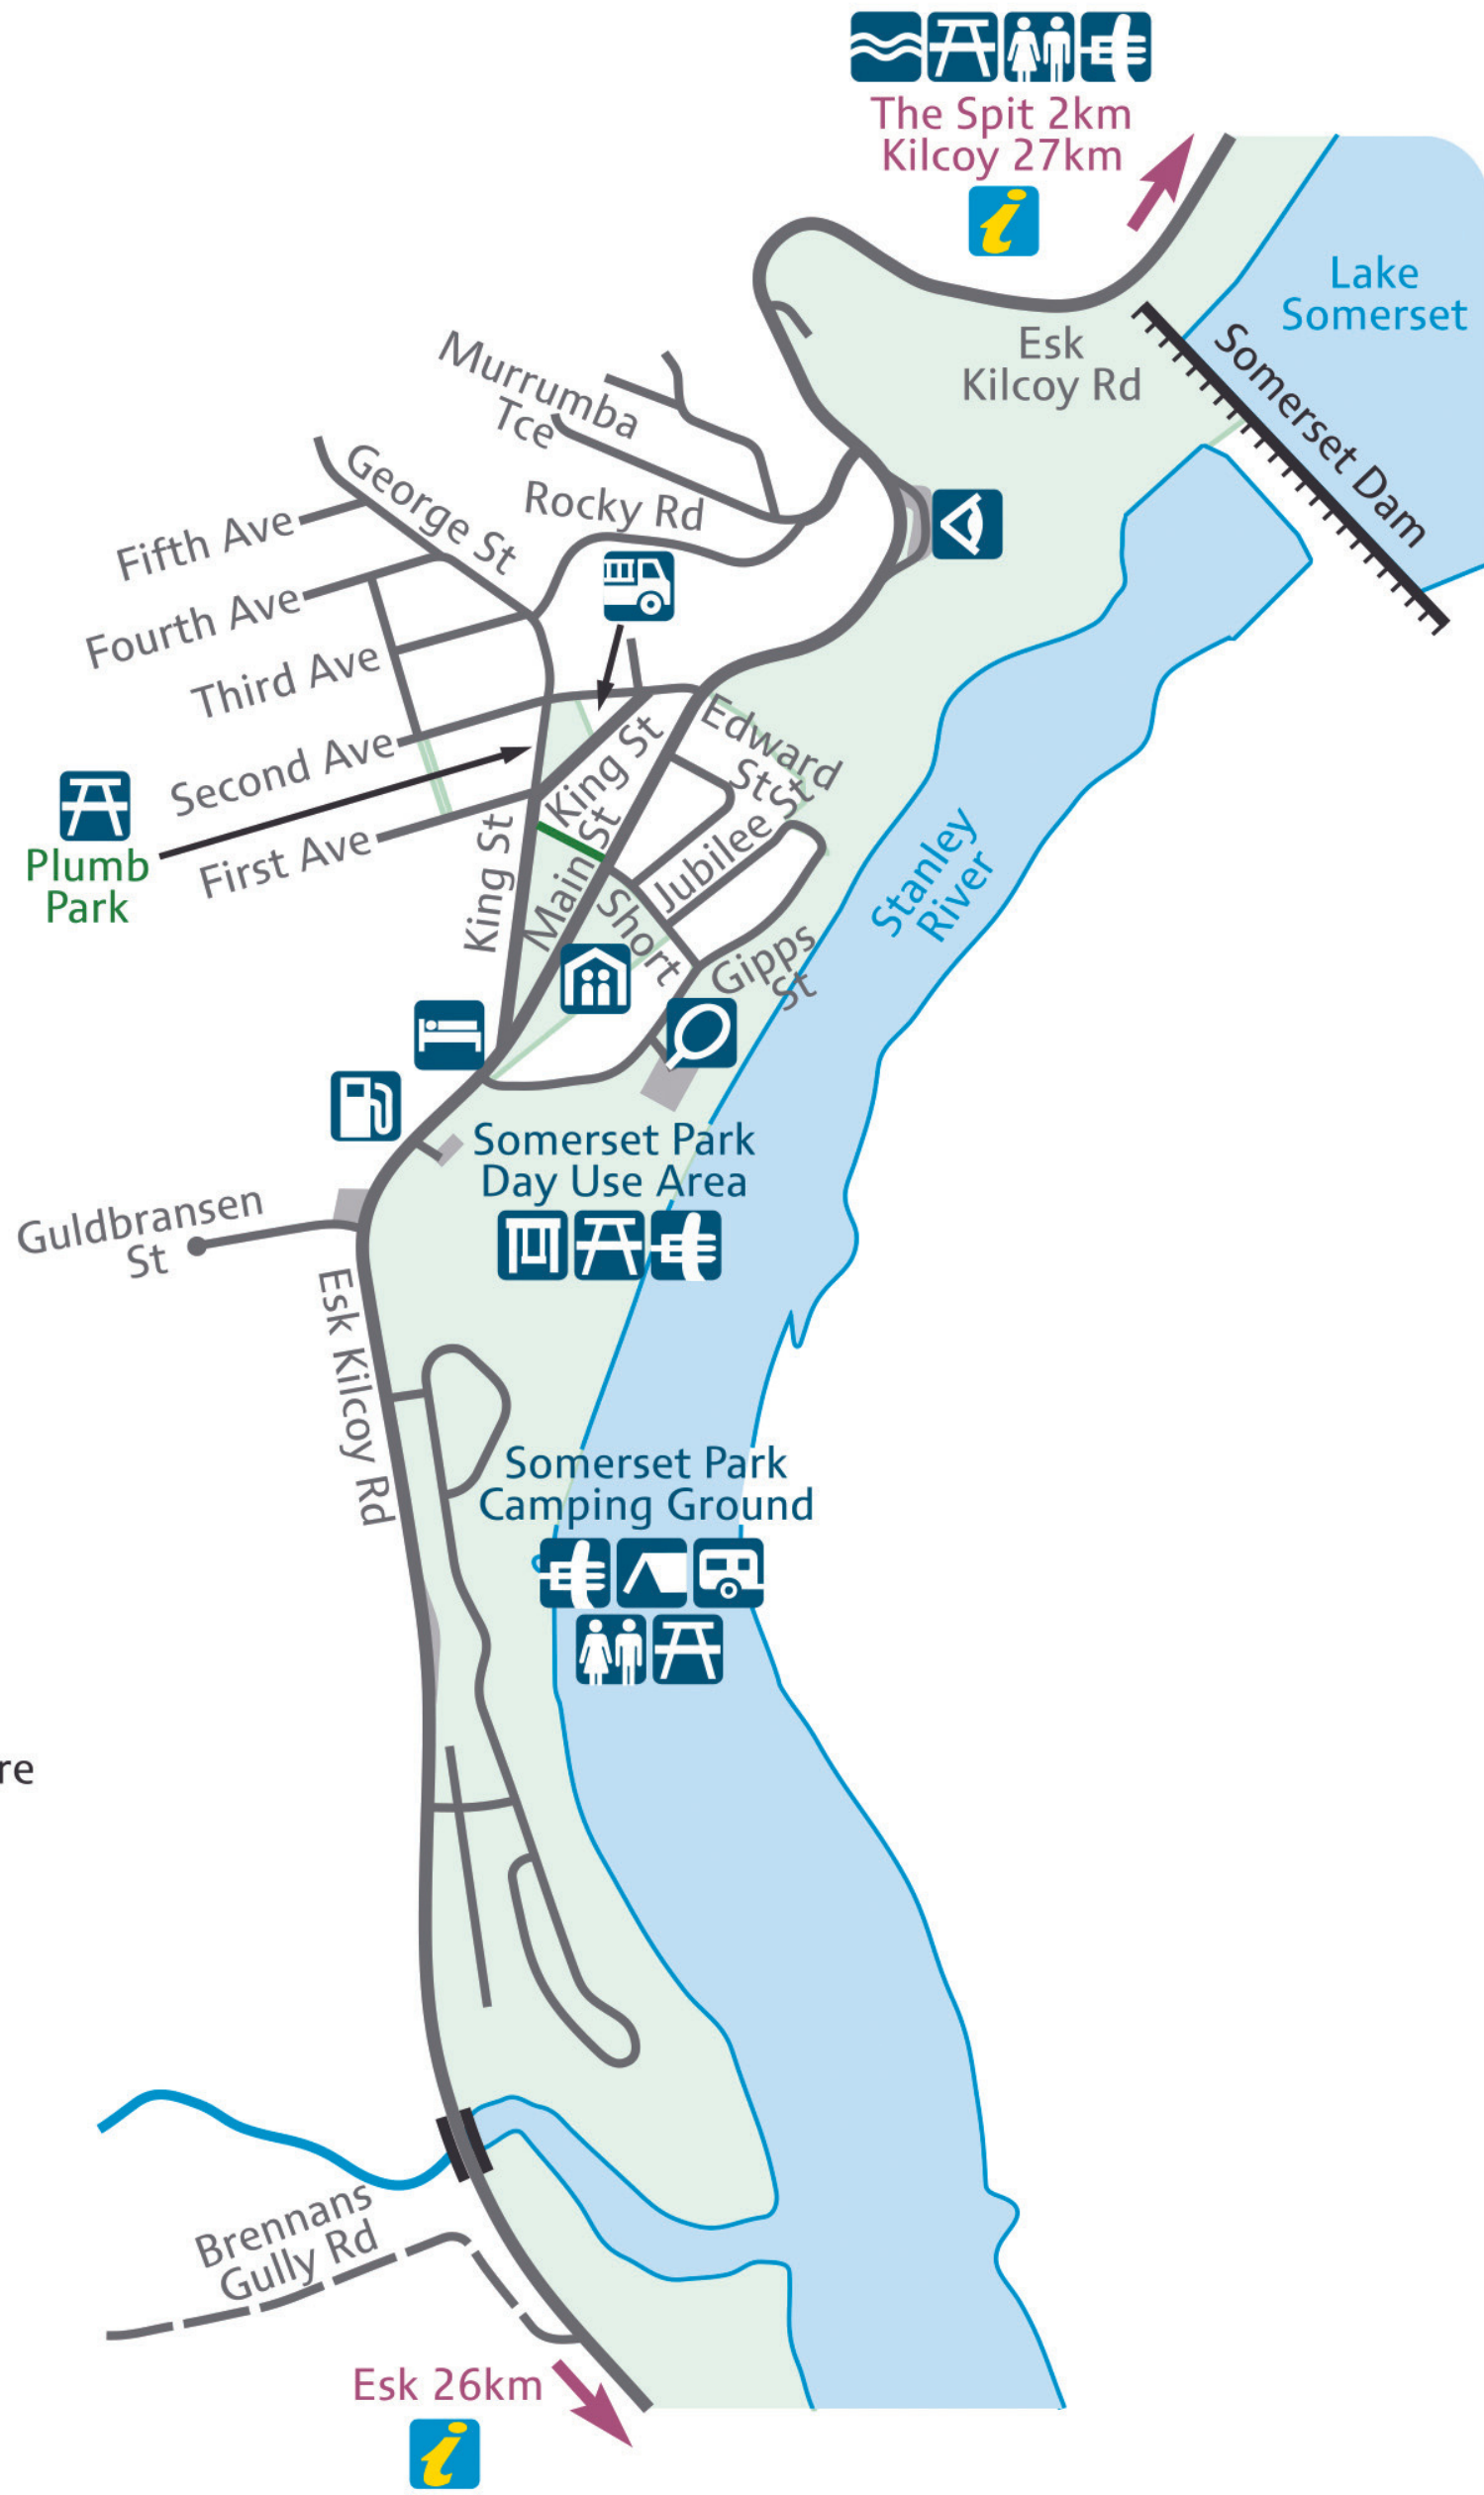 The Spit 2km
Kilcoy 27km
Lake
Somerset
Somerset Dam
Esk
Kilcoy Rd
Murrumba
Tce
George St
Rocky Rd
Fifth Ave
Fourth Ave
Third Ave
Second Ave
First Ave
Plumb
Park
King St
King St
Main St
Edward
St
Jubilee St
Short
St
Gipps
St
Stanley
River
Somerset Park
Day Use Area
Guldbransen
St
Esk Kilcoy Rd
Somerset Park
Camping Ground
re
Brennans
Gully Rd
Esk 26km